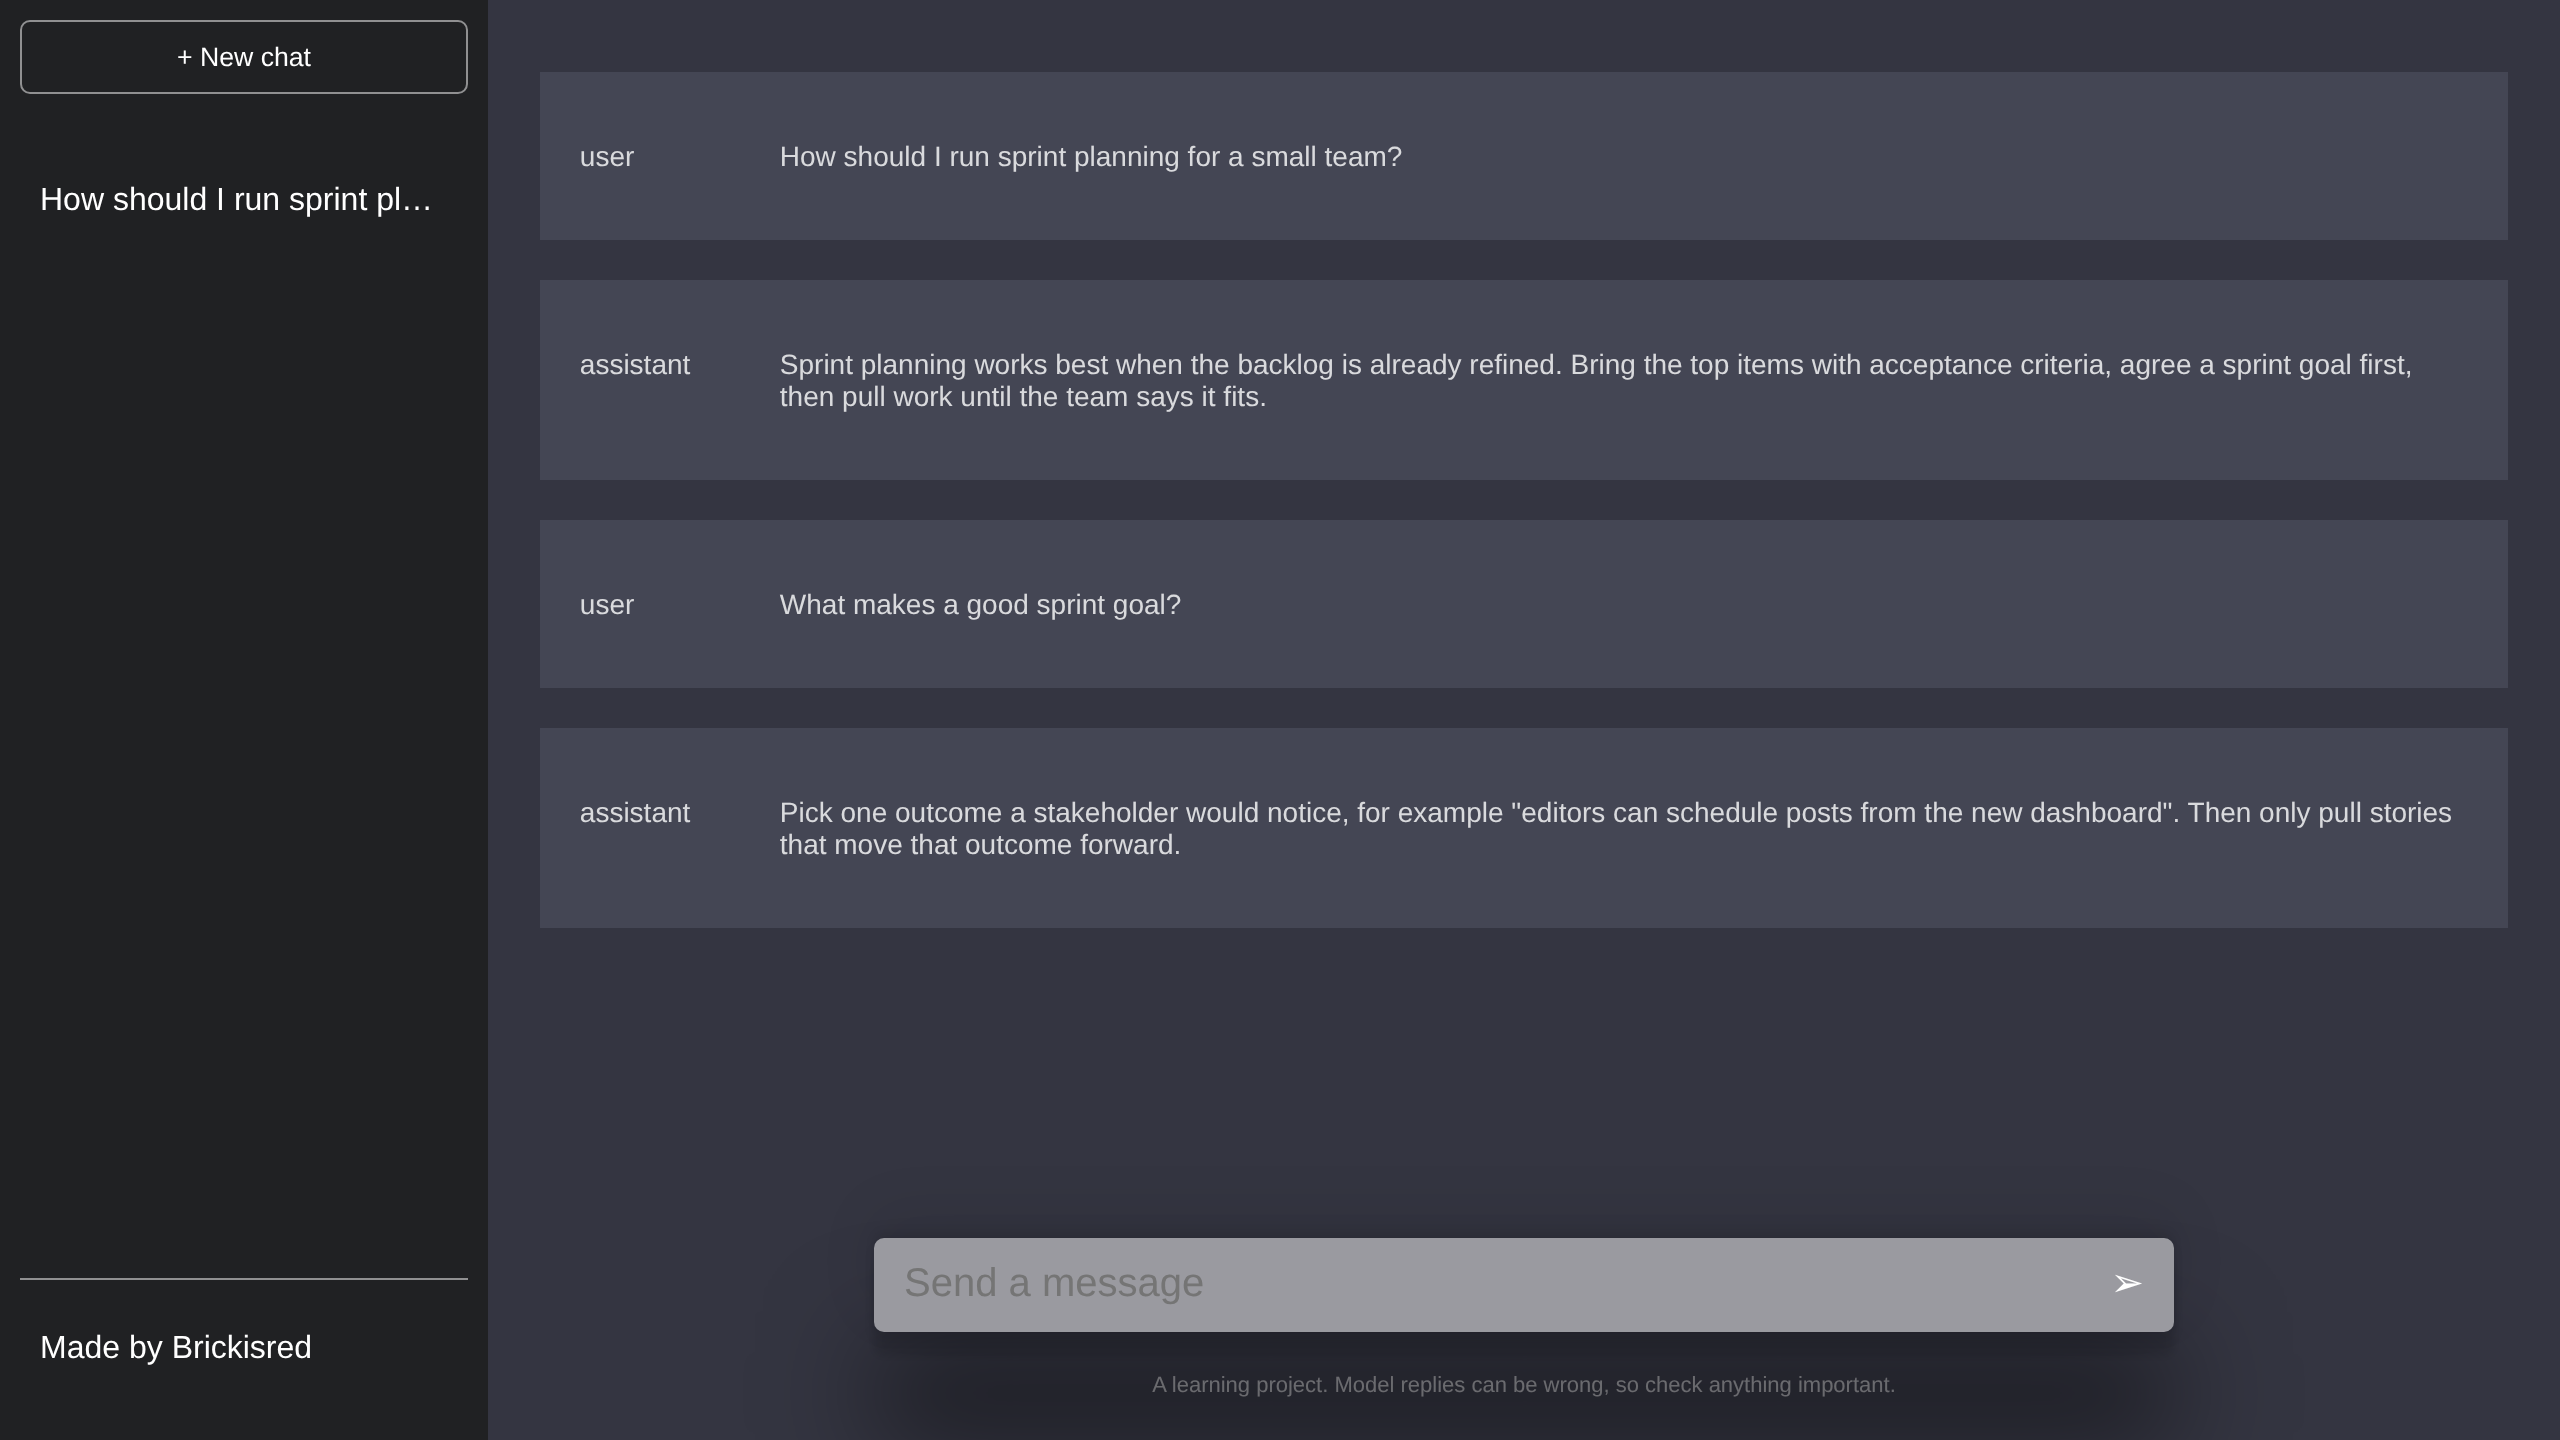 + New chat
How should I run sprint pl…
Made by Brickisred
user
How should I run sprint planning for a small team?
assistant
Sprint planning works best when the backlog is already refined. Bring the top items with acceptance criteria, agree a sprint goal first,
then pull work until the team says it fits.
user
What makes a good sprint goal?
assistant
Pick one outcome a stakeholder would notice, for example "editors can schedule posts from the new dashboard". Then only pull stories
that move that outcome forward.
Send a message
➢
A learning project. Model replies can be wrong, so check anything important.